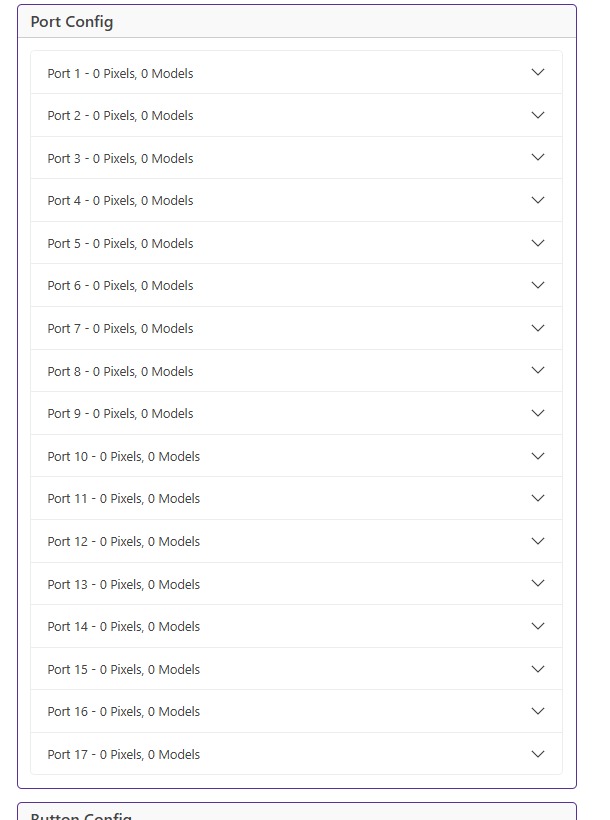 Port Config
Port 1 - 0 Pixels, 0 Models
Port 2 - 0 Pixels, 0 Models
Port 3 - 0 Pixels, 0 Models
Port 4 - 0 Pixels, 0 Models
Port 5 - 0 Pixels, 0 Models
Port 6 - 0 Pixels, 0 Models
Port 7 - 0 Pixels, 0 Models
Port 8 - 0 Pixels, 0 Models
Port 9 - 0 Pixels, 0 Models
Port 10 - 0 Pixels, 0 Models
Port 11 - 0 Pixels, 0 Models
Port 12 - 0 Pixels, 0 Models
Port 13 - 0 Pixels, 0 Models
Port 14 - 0 Pixels, 0 Models
Port 15 - 0 Pixels, 0 Models
Port 16 - 0 Pixels, 0 Models
Port 17 - 0 Pixels, 0 Models
Button Config